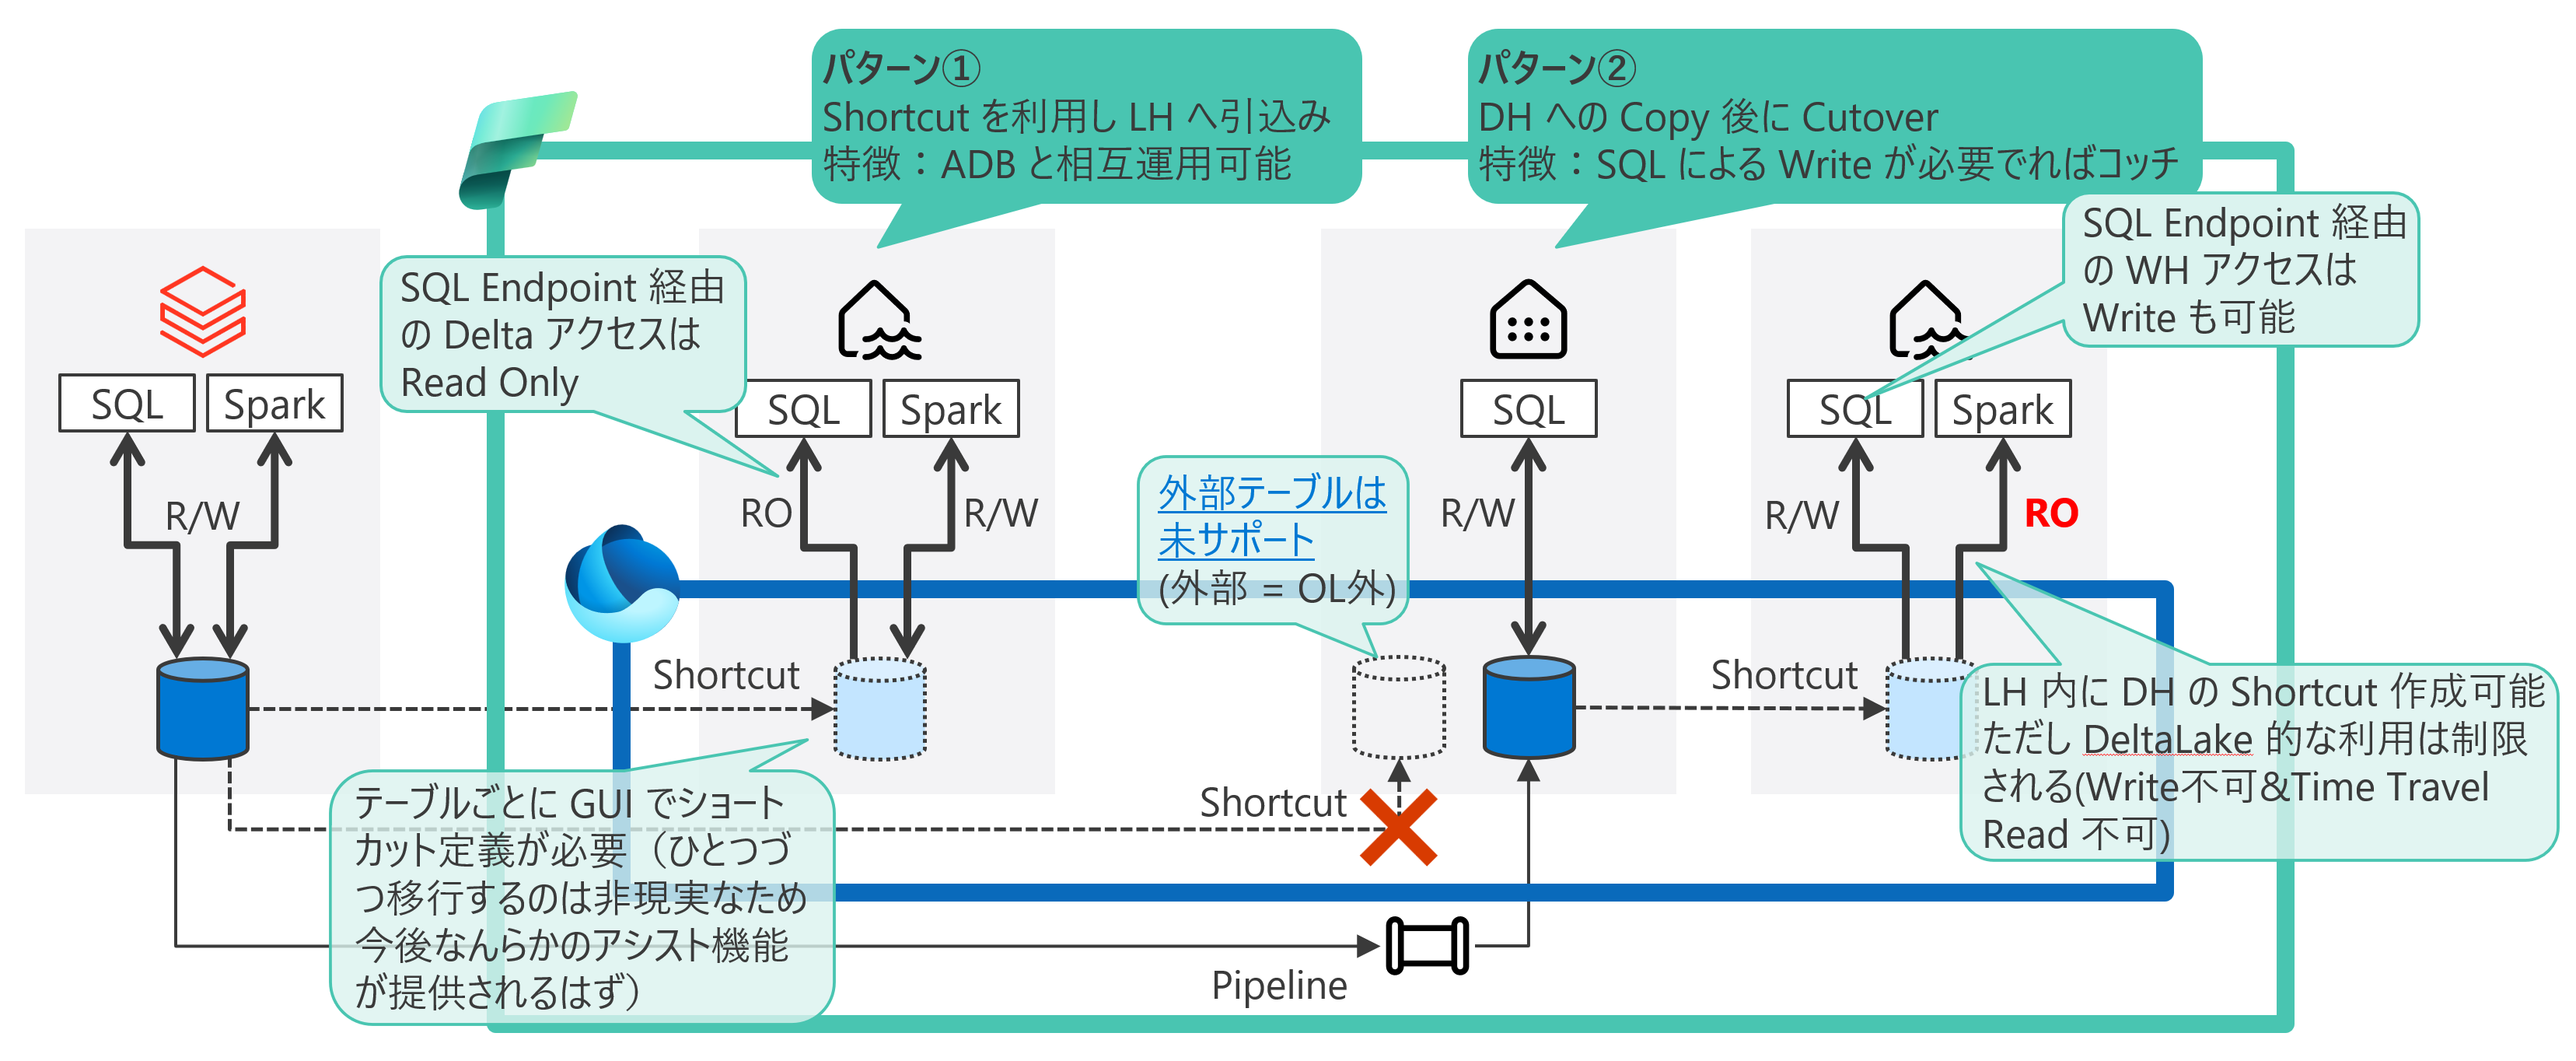 パターン①
Shortcut を利用し LH へ引込み
特徴：ADB と相互運用可能
パターン②
DH への Copy 後に Cutover
特徴：SQL による Write が必要でればコッチ
SQL Endpoint 経由
の Delta アクセスは
Read Only
SQL Endpoint 経由
の WH アクセスは
Write も可能
SQL
Spark
SQL
Spark
SQL
SQL
Spark
R/W
RO
R/W
外部テーブルは
未サポート
(外部 = OL外)
R/W
R/W
RO
Shortcut
Shortcut
LH 内に DH の Shortcut 作成可能
ただし DeltaLake 的な利用は制限
される(Write不可&Time Travel
Read 不可)
テーブルごとに GUI でショート
カット定義が必要（ひとつづ
つ移行するのは非現実なため
今後なんらかのアシスト機能
が提供されるはず）
Shortcut
Pipeline